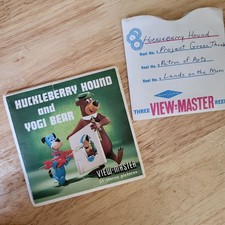 HUCKLEBERRY HOUND
and
YOGI BEAR
VIEW-MASTER
Huckleberry Hound
Reel No. 1 Project Green Thumb
Reel No. 2 Patron of Arts
Reel No. 3 Lands on the Moon
THREE VIEW-MASTER REELS